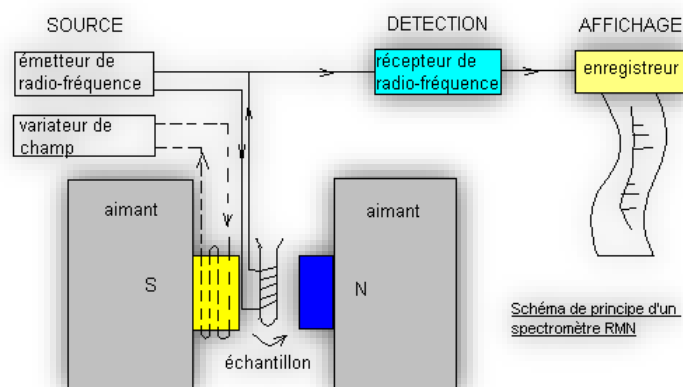 SOURCE
DETECTION
AFFICHAGE
émetteur de
radio-fréquence
récepteur de
radio-fréquence
enregistreur
variateur de
champ
aimant
aimant
S
N
échantillon
Schéma de principe d'un
spectromètre RMN